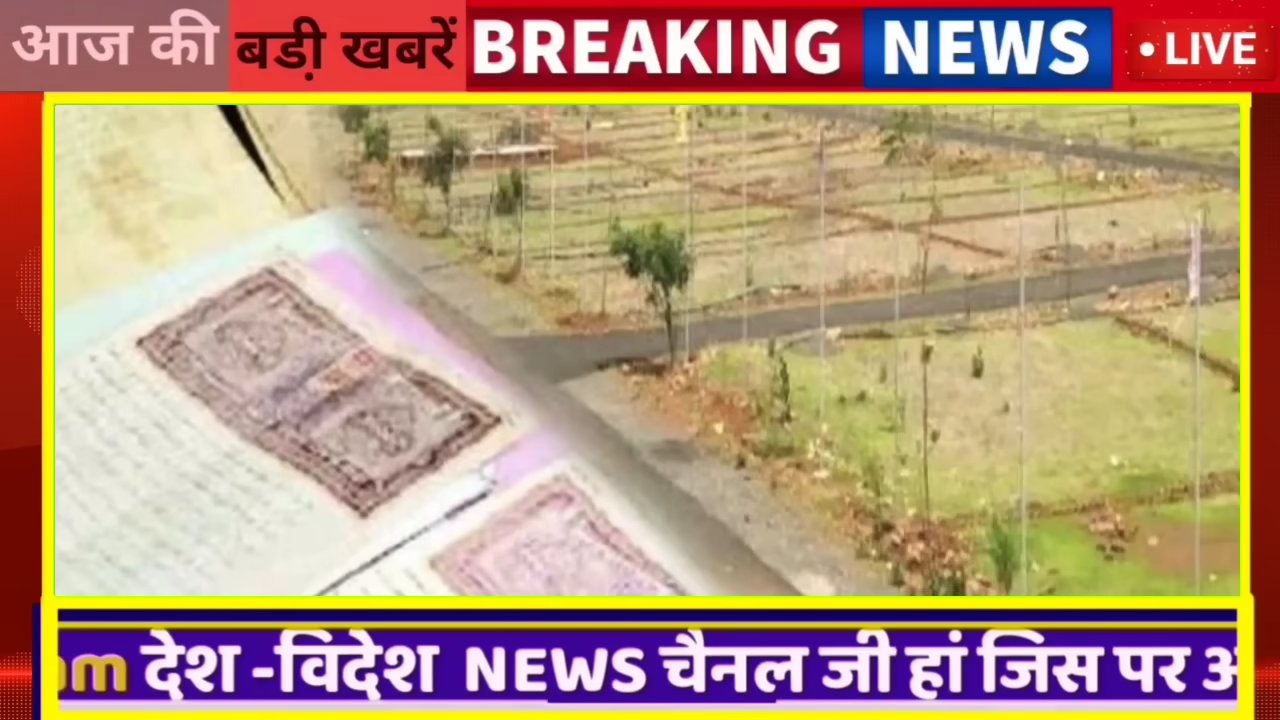 आज की बड़ी खबरें BREAKING NEWS • LIVE
देश -विदेश NEWS चैनल जी हां जिस पर